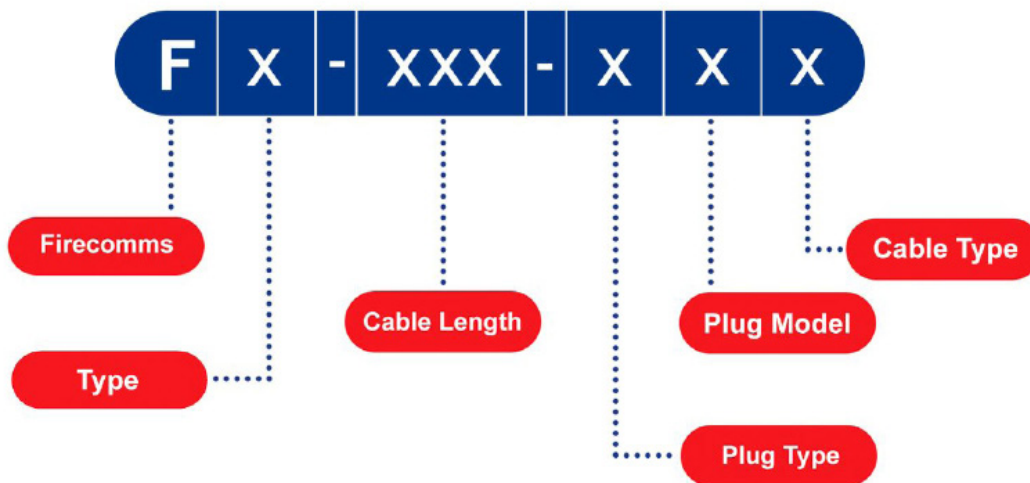 F x - xxx - x x x
Firecomms
Cable Type
Cable Length
Plug Model
Type
Plug Type